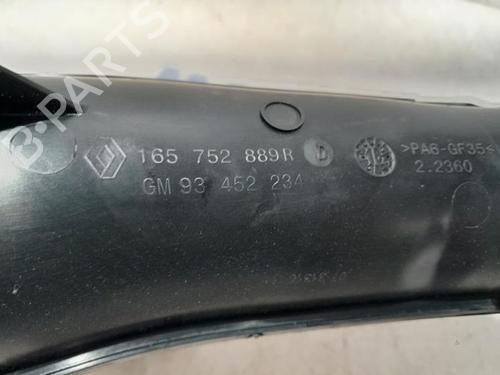 165 752 889R D >PA6-GF35<
GM 93 452 234 2.2360
B-PARTS